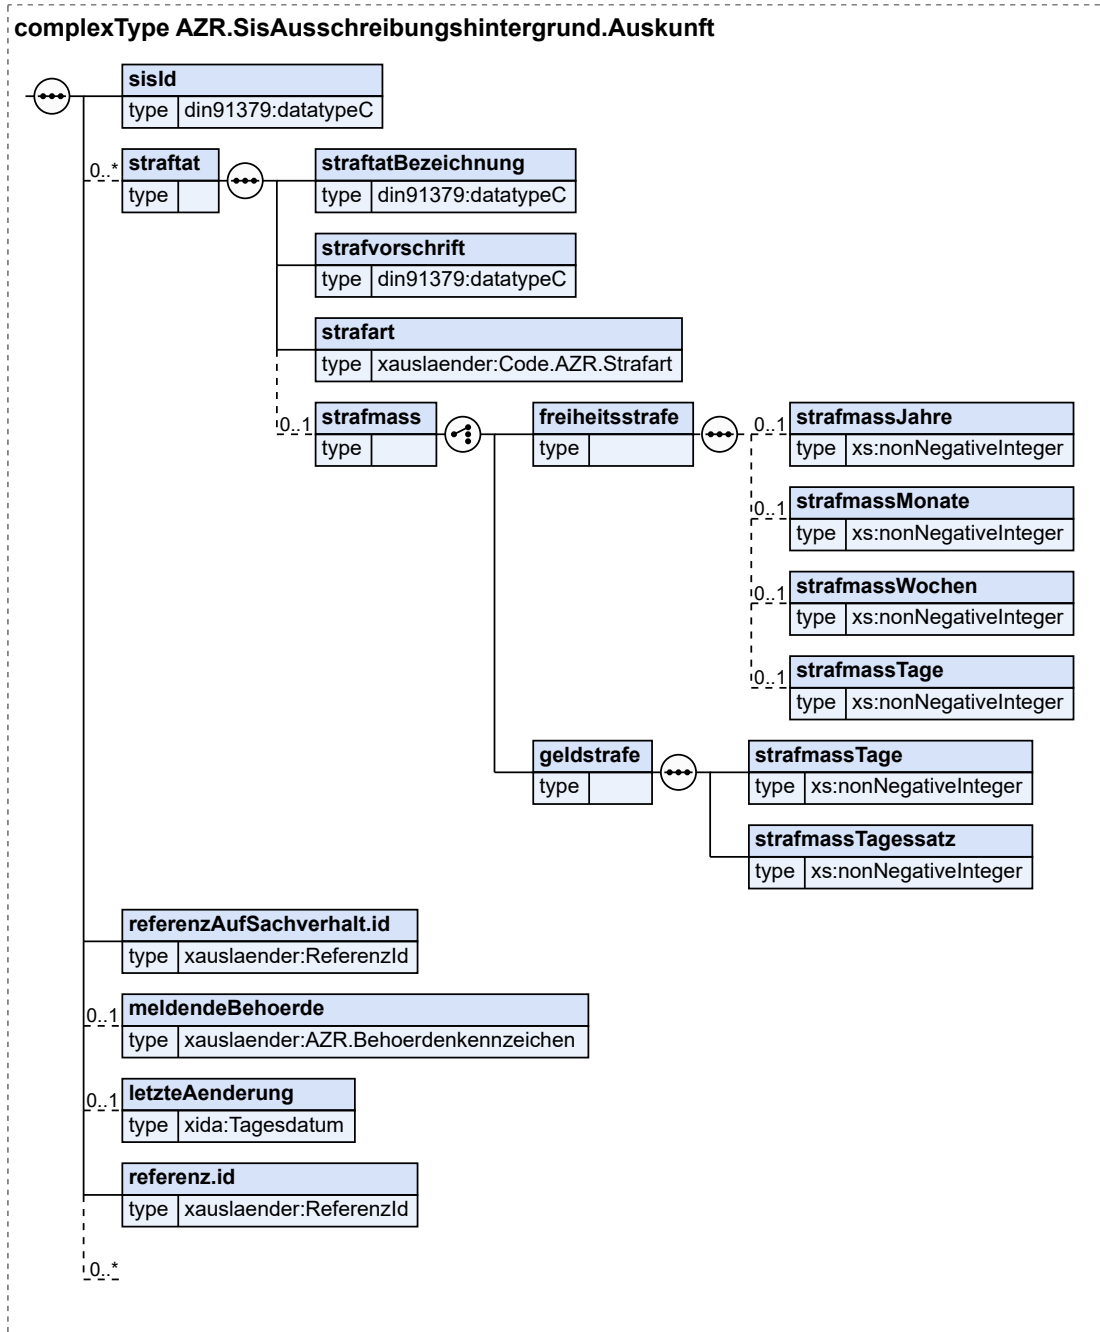 complexType AZR.SisAusschreibungshintergrund.Auskunft
sisId
type din91379:datatypeC
0..* straftat
type
straftatBezeichnung
type din91379:datatypeC
strafvorschrift
type din91379:datatypeC
strafart
type xauslaender:Code.AZR.Strafart
0..1 strafmass
type
freiheitsstrafe
type
0..1 strafmassJahre
type xs:nonNegativeInteger
0..1 strafmassMonate
type xs:nonNegativeInteger
0..1 strafmassWochen
type xs:nonNegativeInteger
0..1 strafmassTage
type xs:nonNegativeInteger
geldstrafe
type
strafmassTage
type xs:nonNegativeInteger
strafmassTagessatz
type xs:nonNegativeInteger
referenzAufSachverhalt.id
type xauslaender:ReferenzId
0..1 meldendeBehoerde
type xauslaender:AZR.Behoerdenkennzeichen
0..1 letzteAenderung
type xida:Tagesdatum
referenz.id
type xauslaender:ReferenzId
0..*